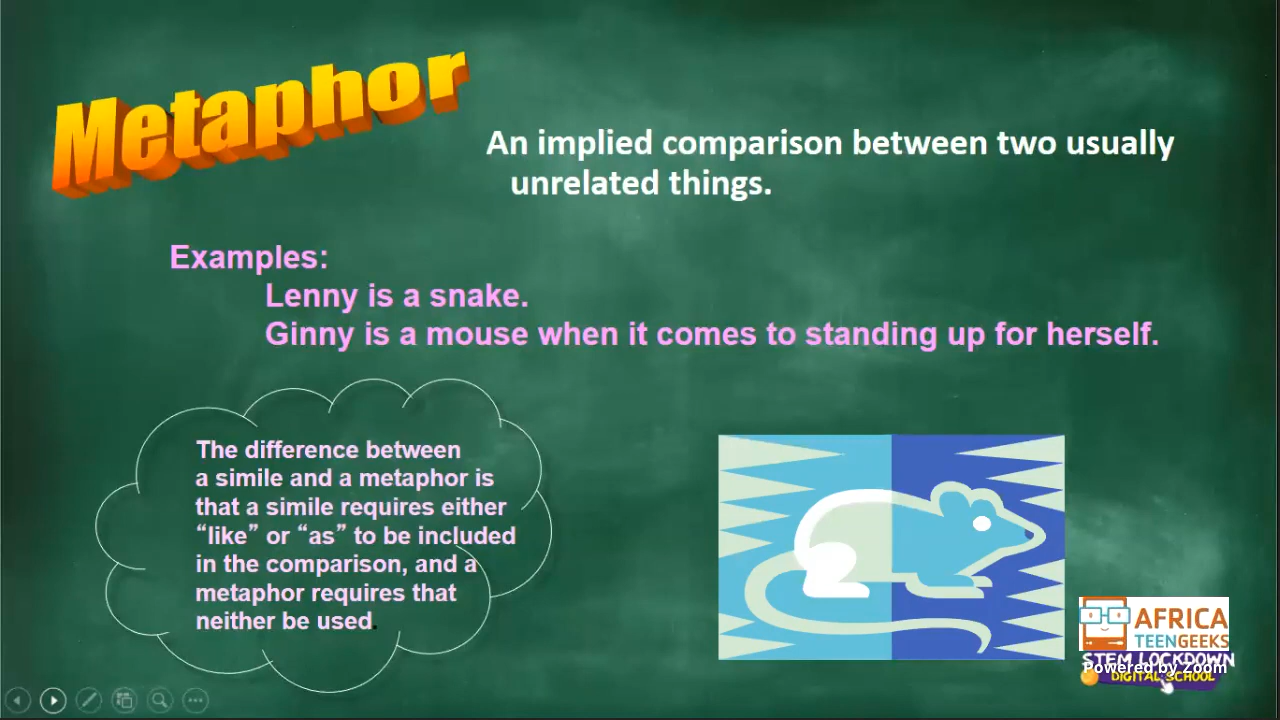 Metaphor
An implied comparison between two usually
unrelated things.
Examples:
Lenny is a snake.
Ginny is a mouse when it comes to standing up for herself.
The difference between
a simile and a metaphor is
that a simile requires either
“like” or “as” to be included
in the comparison, and a
metaphor requires that
neither be used.
AFRICA
TEENGEEKS
STEM LOCKDOWN
Powered by Zoom
DIGITAL SCHOOL